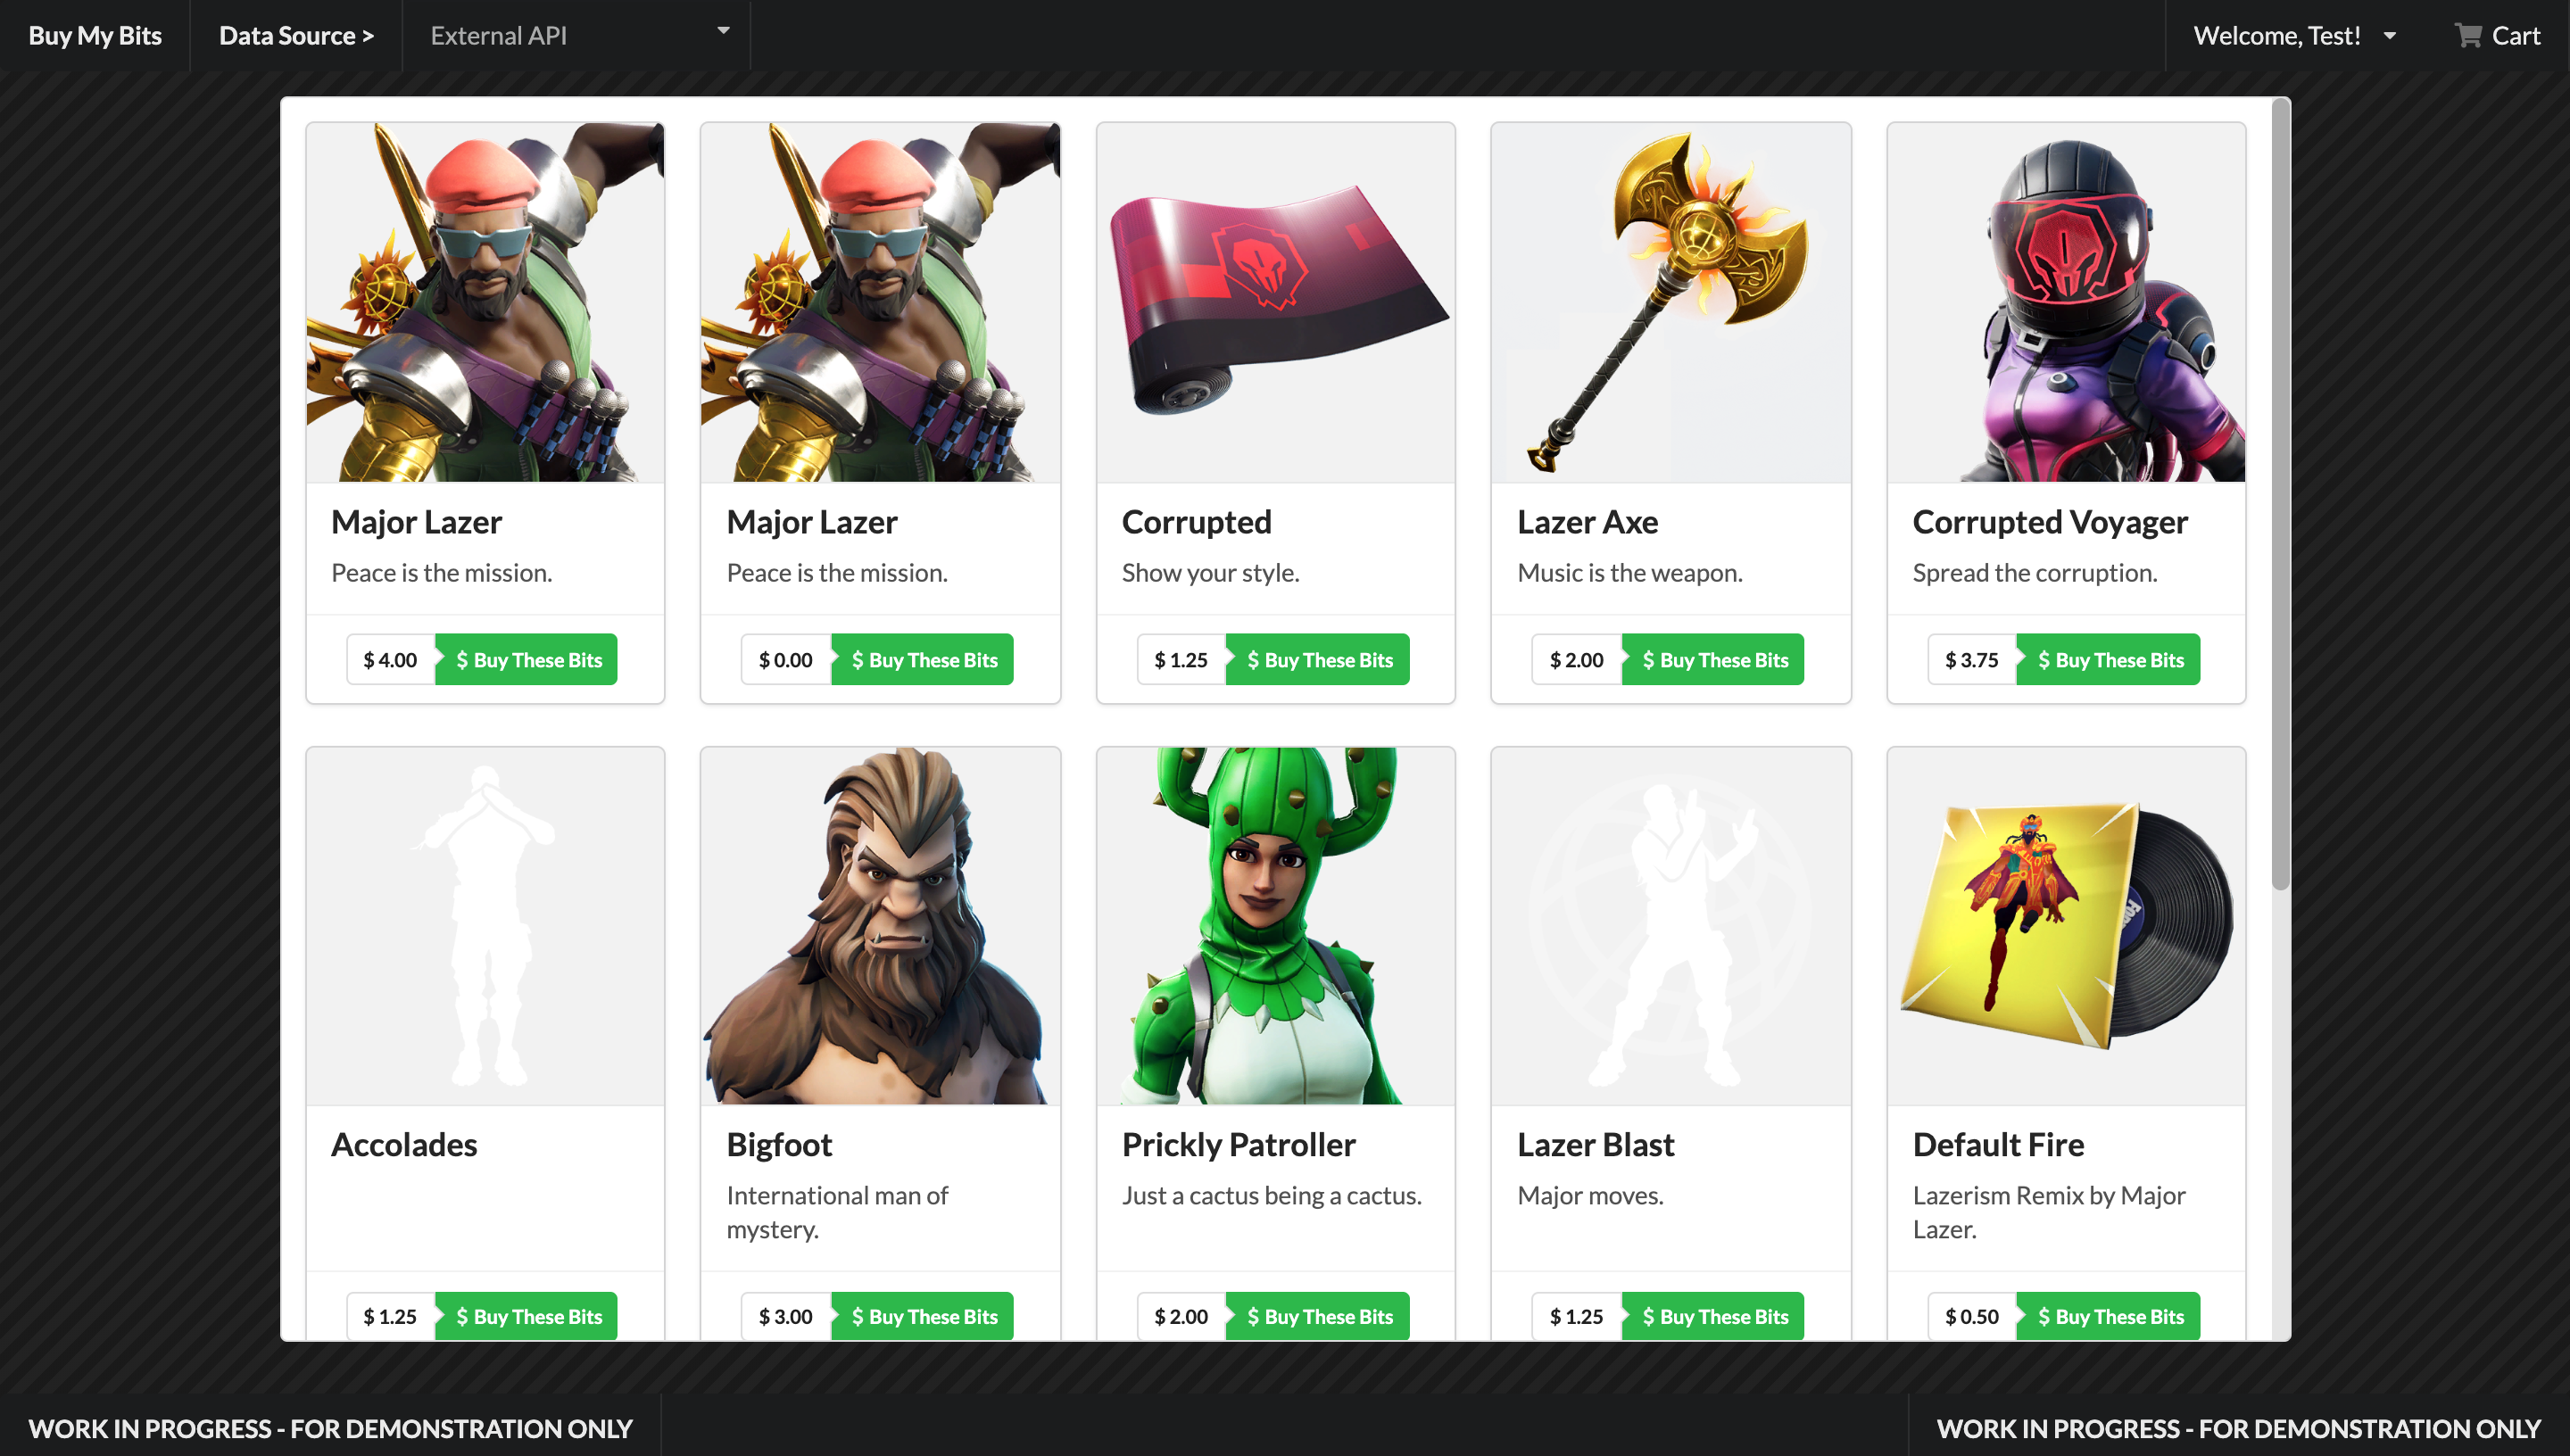 Buy My Bits
Data Source >
External API
Welcome, Test!
Cart
Major Lazer
Peace is the mission.
$ 4.00
$ Buy These Bits
Major Lazer
Peace is the mission.
$ 0.00
$ Buy These Bits
Corrupted
Show your style.
$ 1.25
$ Buy These Bits
Lazer Axe
Music is the weapon.
$ 2.00
$ Buy These Bits
Corrupted Voyager
Spread the corruption.
$ 3.75
$ Buy These Bits
Accolades
$ 1.25
$ Buy These Bits
Bigfoot
International man of
mystery.
$ 3.00
$ Buy These Bits
Prickly Patroller
Just a cactus being a cactus.
$ 2.00
$ Buy These Bits
Lazer Blast
Major moves.
$ 1.25
$ Buy These Bits
Default Fire
Lazerism Remix by Major
Lazer.
$ 0.50
$ Buy These Bits
WORK IN PROGRESS - FOR DEMONSTRATION ONLY
WORK IN PROGRESS - FOR DEMONSTRATION ONLY